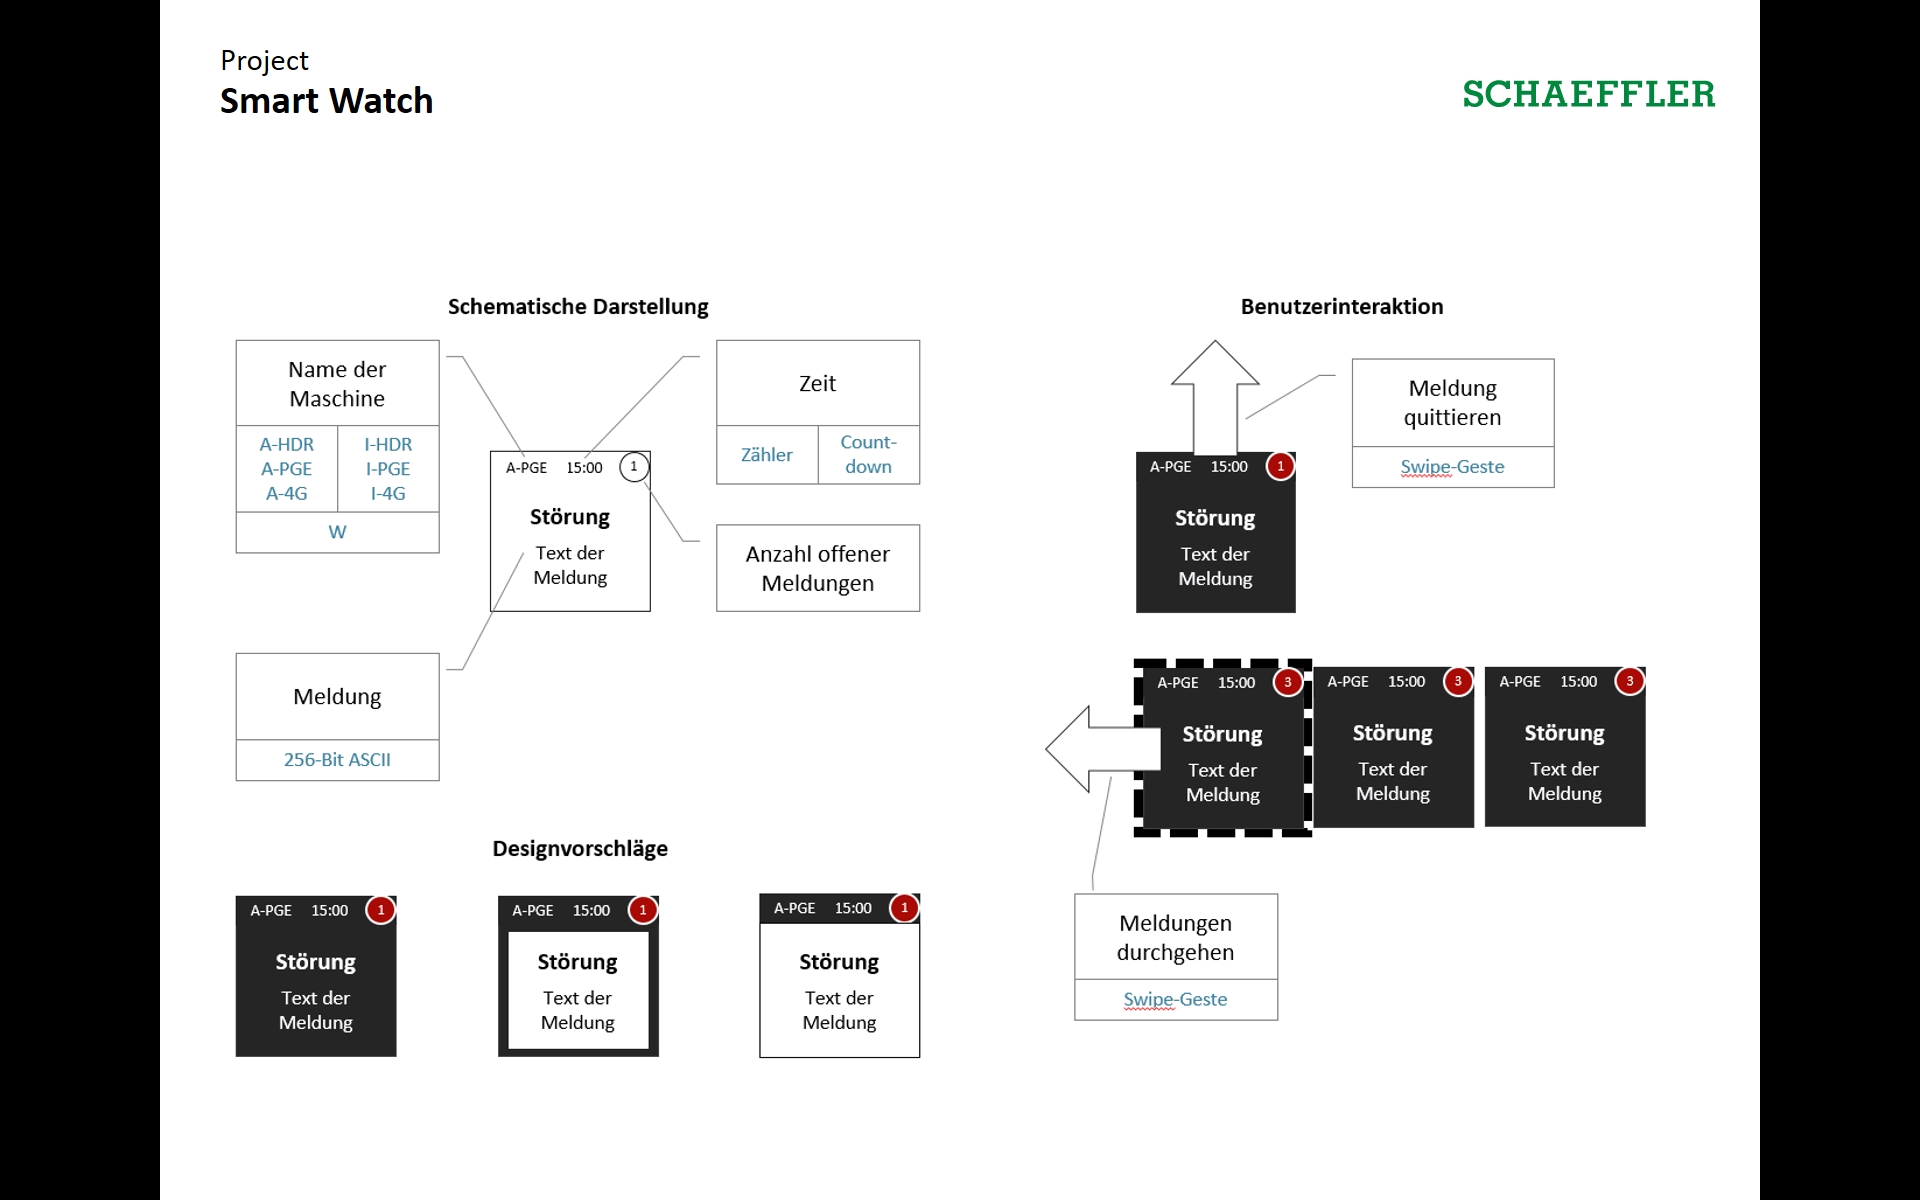 Project
Smart Watch
SCHAEFFLER
Schematische Darstellung
Name der
Maschine
A-HDR
A-PGE
A-4G
I-HDR
I-PGE
I-4G
W
Zeit
Zähler
Count-
down
A-PGE 15:00 1
Störung
Text der
Meldung
Anzahl offener
Meldungen
Meldung
256-Bit ASCII
Designvorschläge
A-PGE 15:00 1
Störung
Text der
Meldung
A-PGE 15:00 1
Störung
Text der
Meldung
A-PGE 15:00 1
Störung
Text der
Meldung
Benutzerinteraktion
Meldung
quittieren
Swipe-Geste
A-PGE 15:00 1
Störung
Text der
Meldung
A-PGE 15:00 3
Störung
Text der
Meldung
A-PGE 15:00 3
Störung
Text der
Meldung
A-PGE 15:00 3
Störung
Text der
Meldung
Meldungen
durchgehen
Swipe-Geste